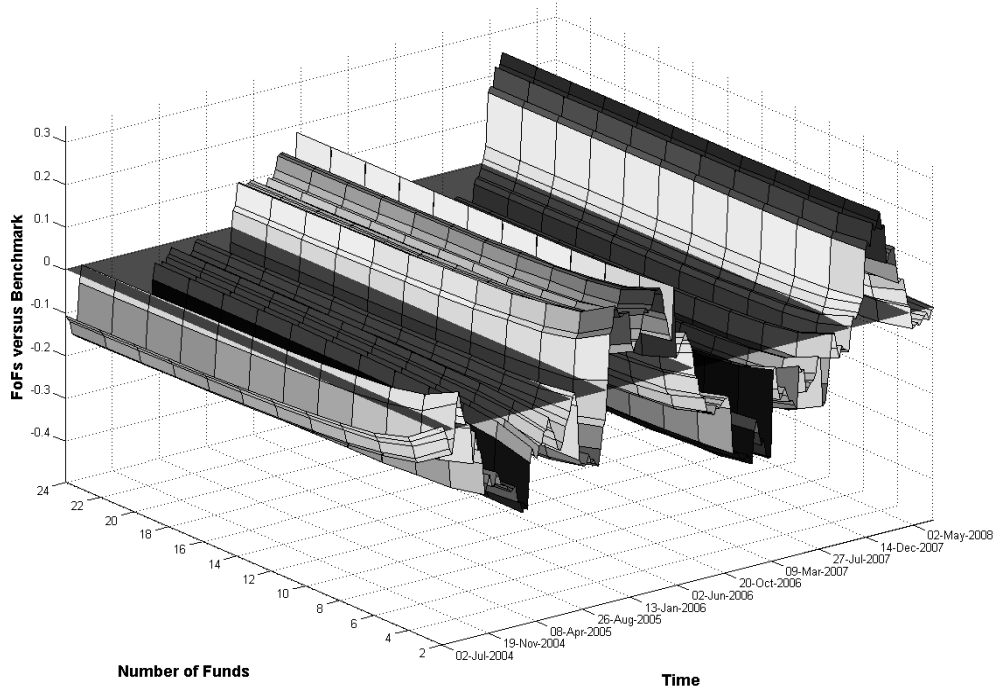 0.3
0.2
0.1
0
-0.1
-0.2
-0.3
-0.4
FoFs versus Benchmark
24
22
20
18
16
14
12
10
8
6
4
2
Number of Funds
02-Jul-2004
19-Nov-2004
08-Apr-2005
26-Aug-2005
13-Jan-2006
02-Jun-2006
20-Oct-2006
09-Mar-2007
27-Jul-2007
14-Dec-2007
02-May-2008
Time